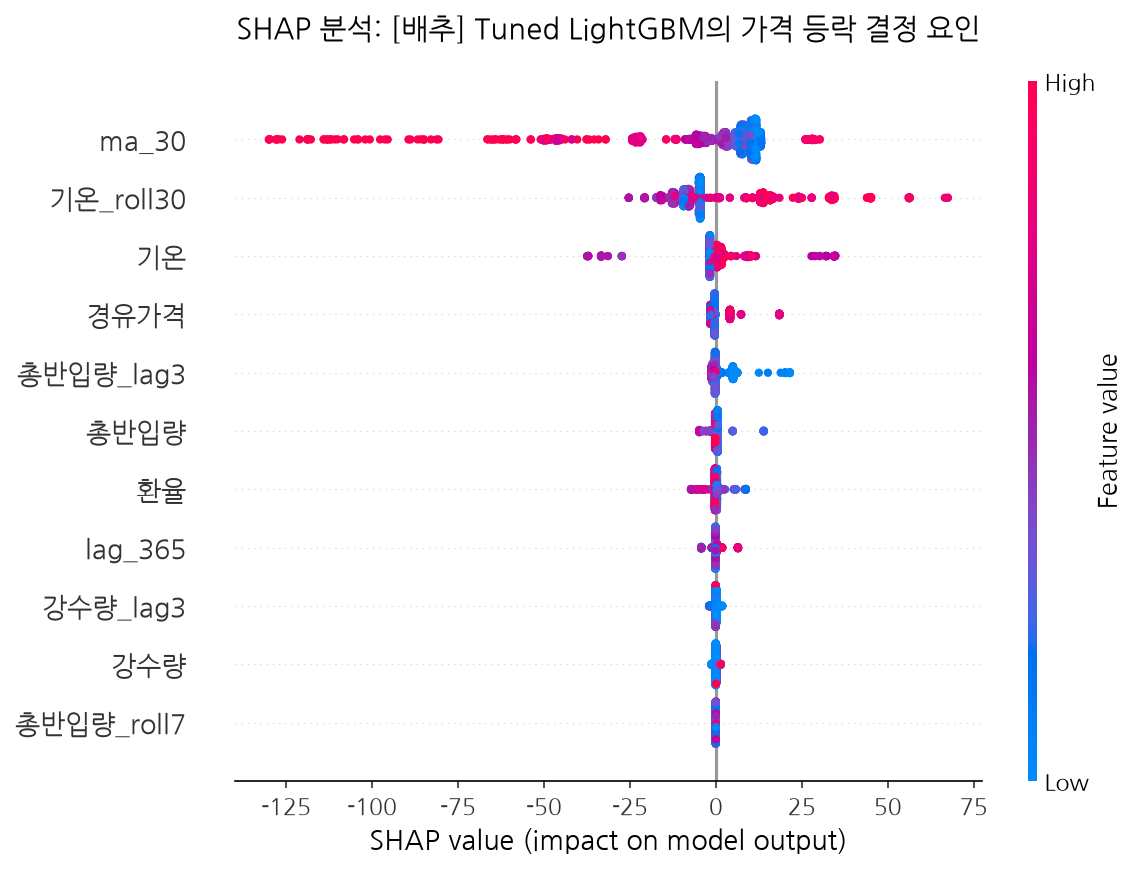 SHAP 분석: [배추] Tuned LightGBM의 가격 등락 결정 요인
High
ma_30
기온_roll30
기온
경유가격
총반입량_lag3
총반입량
환율
lag_365
강수량_lag3
강수량
총반입량_roll7
Feature value
Low
-125 -100 -75 -50 -25 0 25 50 75
SHAP value (impact on model output)